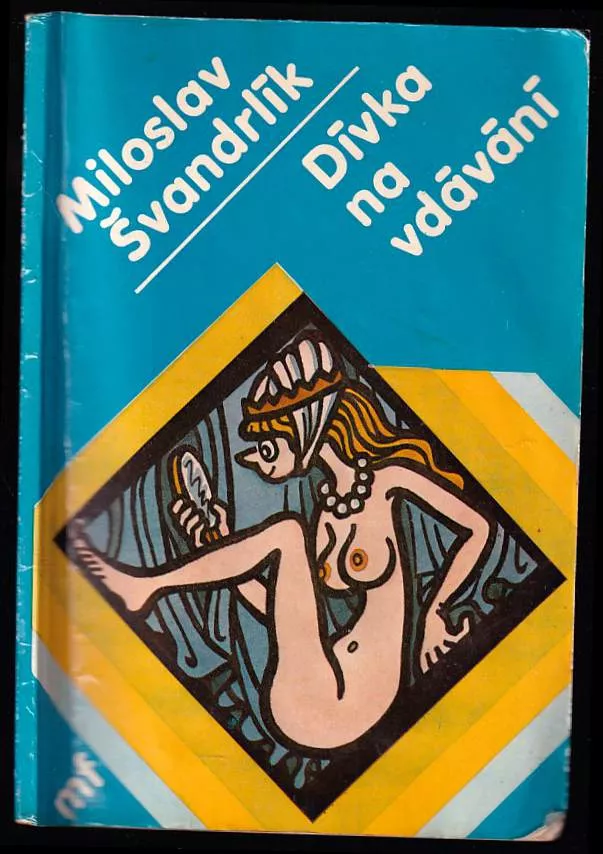 Miloslav
Švandrlík
Dívka
na
vdávání
mf